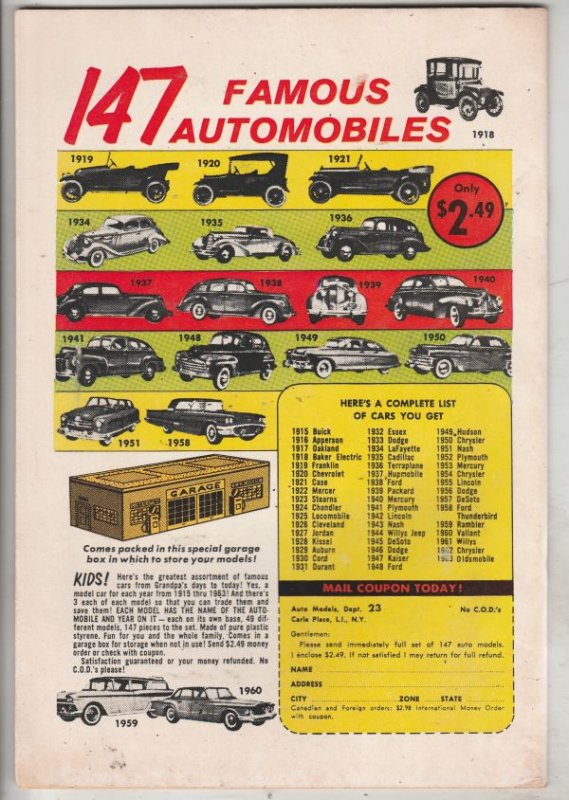 147 FAMOUS
AUTOMOBILES
1918
1919
1920
1921
Only
$2.49
1934
1935
1936
1937
1938
1939
1940
1941
1948
1949
1950
1951
1958
HERE'S A COMPLETE LIST
OF CARS YOU GET
1915 Buick
1916 Apperson
1917 Oakland
1918 Baker Electric
1919 Franklin
1920 Chevrolet
1921 Case
1922 Mercer
1923 Stearns
1924 Chandler
1925 Locomobile
1926 Cleveland
1927 Jordan
1928 Kissel
1929 Auburn
1930 Cord
1931 Durant
1932 Essex
1933 Dodge
1934 LaFayette
1935 Cadillac
1936 Terraplane
1937 Hupmobile
1938 Ford
1939 Packard
1940 Mercury
1941 Plymouth
1942 Lincoln
1943 Nash
1944 Willys Jeep
1945 DeSoto
1946 Dodge
1947 Kaiser
1948 Ford
1949 Hudson
1950 Chrysler
1951 Nash
1952 Plymouth
1953 Mercury
1954 Chrysler
1955 Lincoln
1956 Dodge
1957 DeSoto
1958 Ford
Thunderbird
1959 Rambler
1960 Valiant
1961 Willys
1962 Chrysler
1963 Oldsmobile
GARAGE
Comes packed in this special garage
box in which to store your models!
KIDS! Here's the greatest assortment of famous
cars from Grandpa's days to today! Yes, a
model car for each year from 1915 thru 1963! And there's
3 each of each model so that you can trade them and
save them! EACH MODEL HAS THE NAME OF THE AUTO-
MOBILE AND YEAR ON IT — each on its own base, 49 dif-
ferent models, 147 pieces to the set. Made of pure plastic
styrene. Fun for you and the whole family. Comes in a
garage box for storage when not in use! Send $2.49 money
order or check with coupon.
Satisfaction guaranteed or your money refunded. No
C.O.D.'s please!
1959
1960
MAIL COUPON TODAY!
Auto Models, Dept. 23 No C.O.D.'s
Carle Place, L.I., N.Y.
Gentlemen:
Please send immediately full set of 147 auto models.
I enclose $2.49. If not satisfied I may return for full refund.
NAME
ADDRESS
CITY ZONE STATE
Canadian and Foreign orders: $2.98 International Money Order
with coupon.